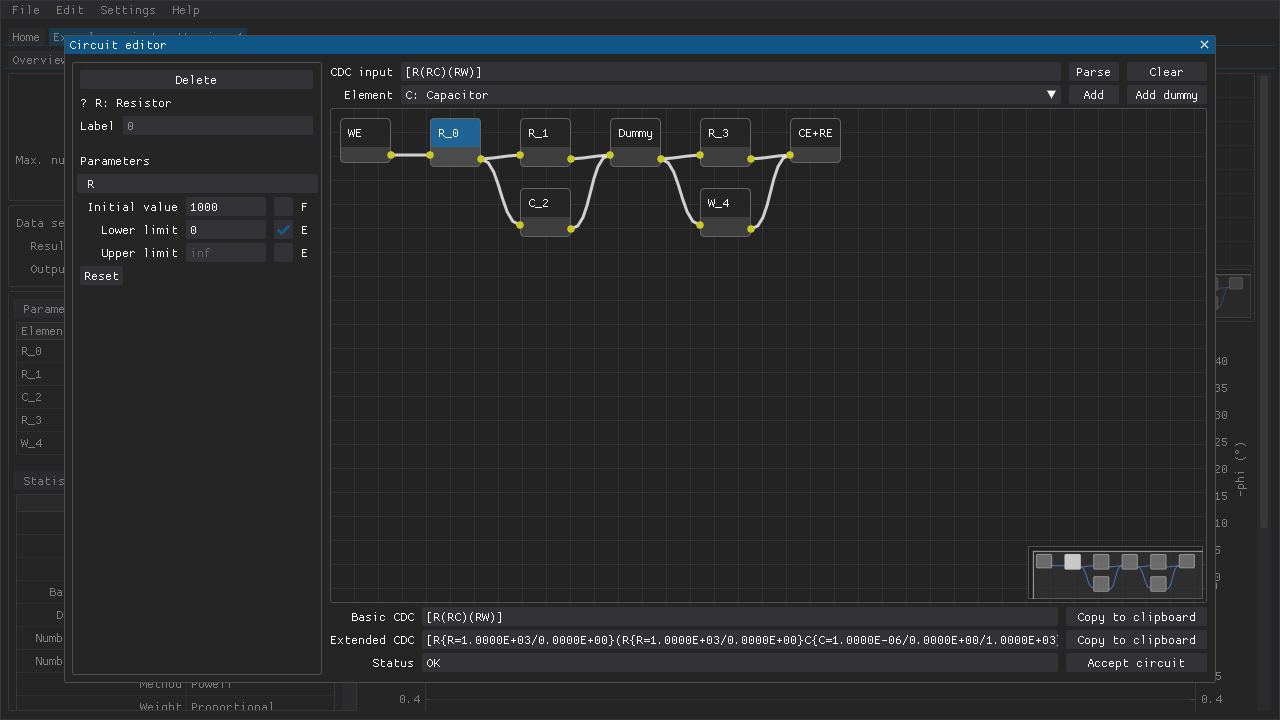 File Edit Settings Help
Home
Circuit editor
Overview
Delete
CDC input [R(RC)(RW)] Parse Clear
Element C: Capacitor Add Add dummy
? R: Resistor
Label 0
WE R_0 R_1 Dummy R_3 CE+RE
Parameters
R
C_2 W_4
Initial value 1000 F
Lower limit 0 E
Upper limit inf E
Reset
Max. nu
Data se
Resul
Outpu
Parame
Elemen
R_0
R_1
C_2
R_3
W_4
Statis
Ba
D
Numb
Numb
Method Powell
Weight Proportional
40
35
30
25
20
15
10
5
-phi (°)
Basic CDC [R(RC)(RW)] Copy to clipboard
Extended CDC [R{R=1.0000E+03/0.0000E+00}(R{R=1.0000E+03/0.0000E+00}C{C=1.0000E-06/0.0000E+00/1.0000E+03} Copy to clipboard
Status OK Accept circuit
0.4 0.4